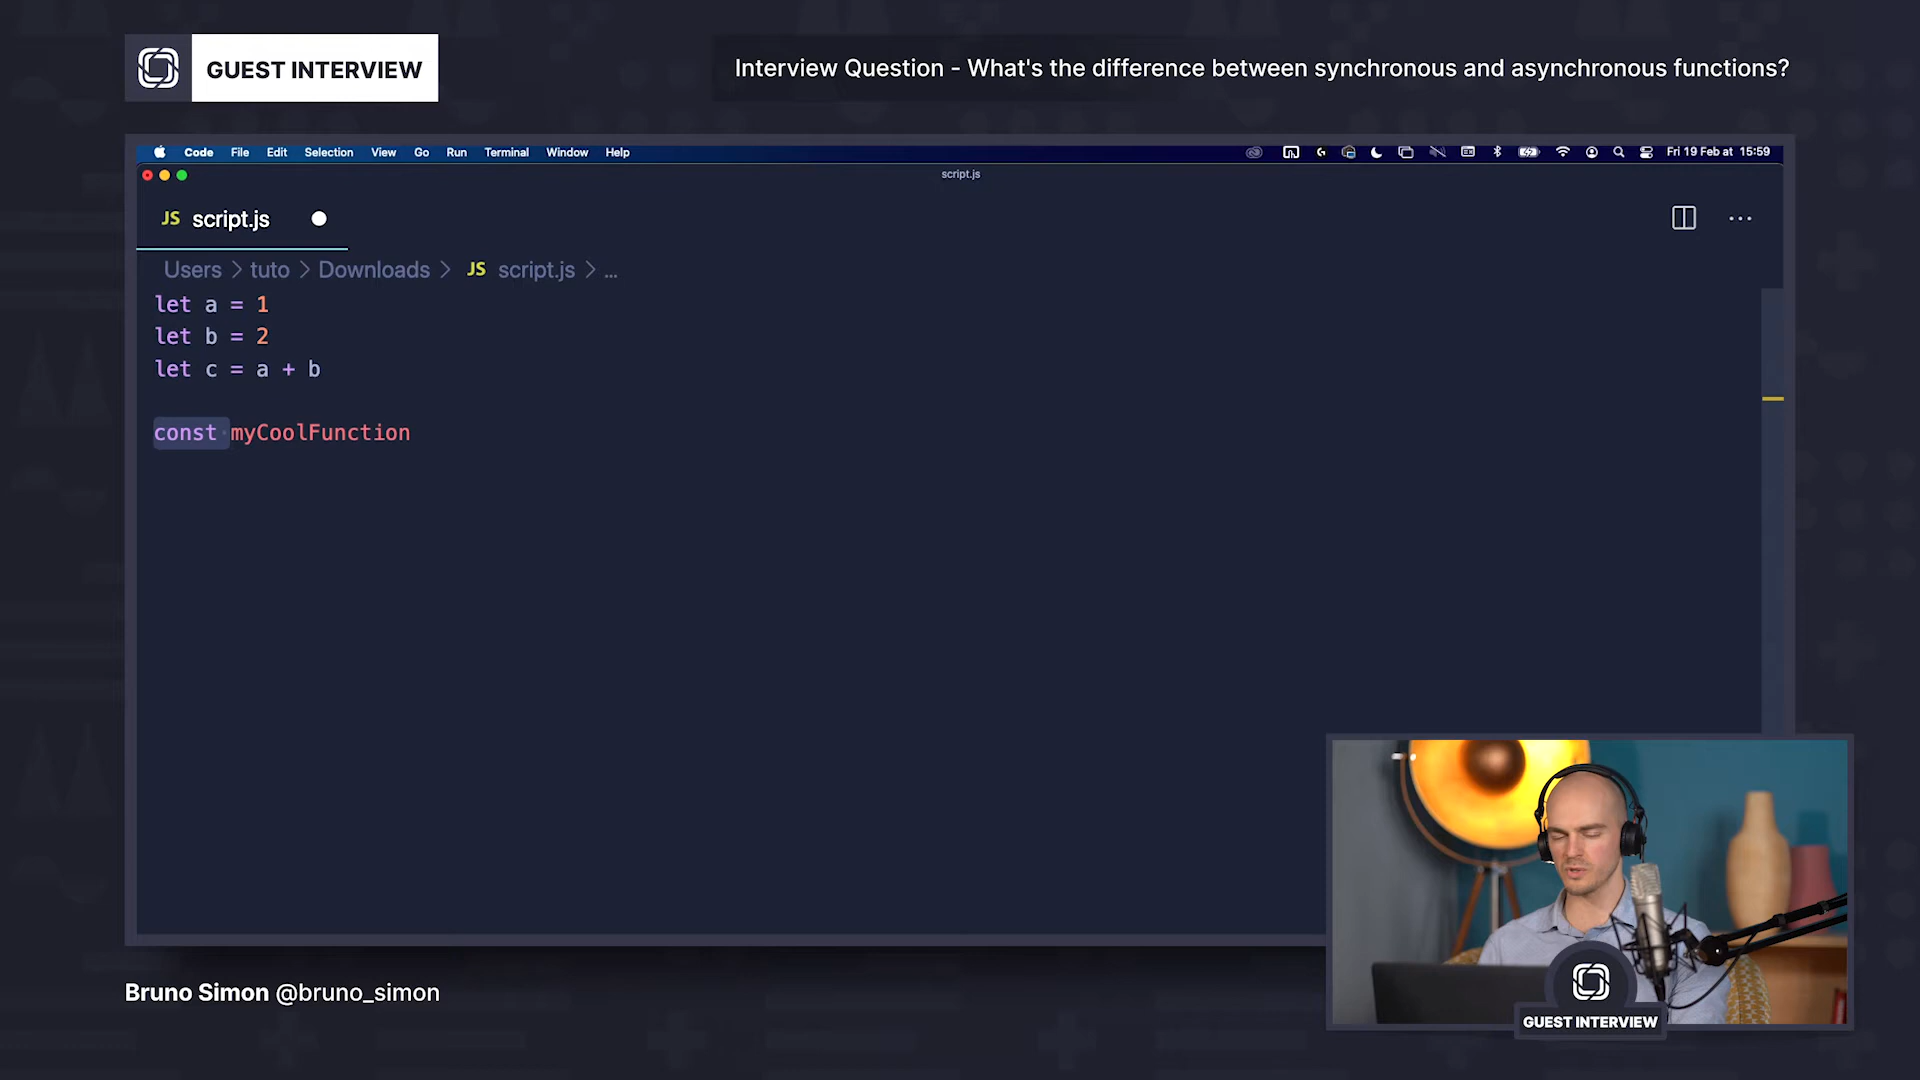 GUEST INTERVIEW
Interview Question - What's the difference between synchronous and asynchronous functions?
Code File Edit Selection View Go Run Terminal Window Help
Fri 19 Feb at 15:59
script.js
JS script.js
Users > tuto > Downloads > JS script.js > ...
let a = 1
let b = 2
let c = a + b
const myCoolFunction
Bruno Simon @bruno_simon
GUEST INTERVIEW